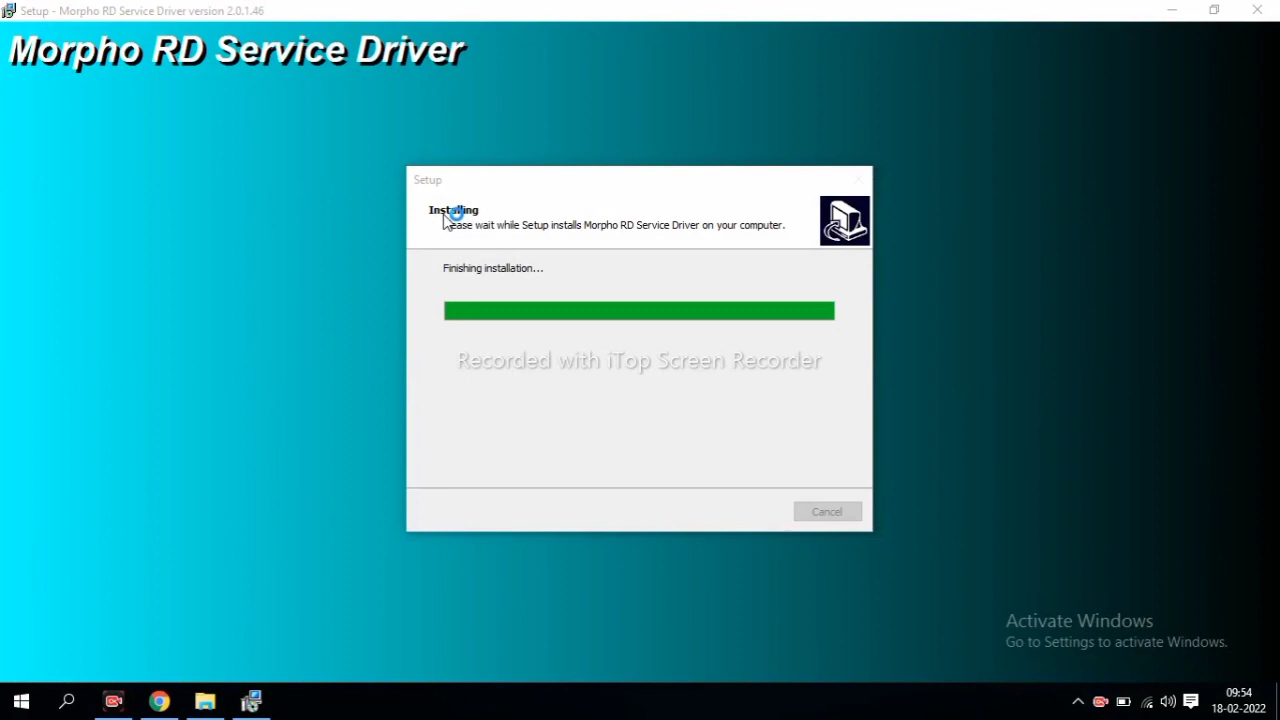 Setup - Morpho RD Service Driver version 2.0.1.46
Morpho RD Service Driver
Setup
Installing
Please wait while Setup installs Morpho RD Service Driver on your computer.
Finishing installation...
Recorded with iTop Screen Recorder
Cancel
Activate Windows
Go to Settings to activate Windows.
09:54
18-02-2022